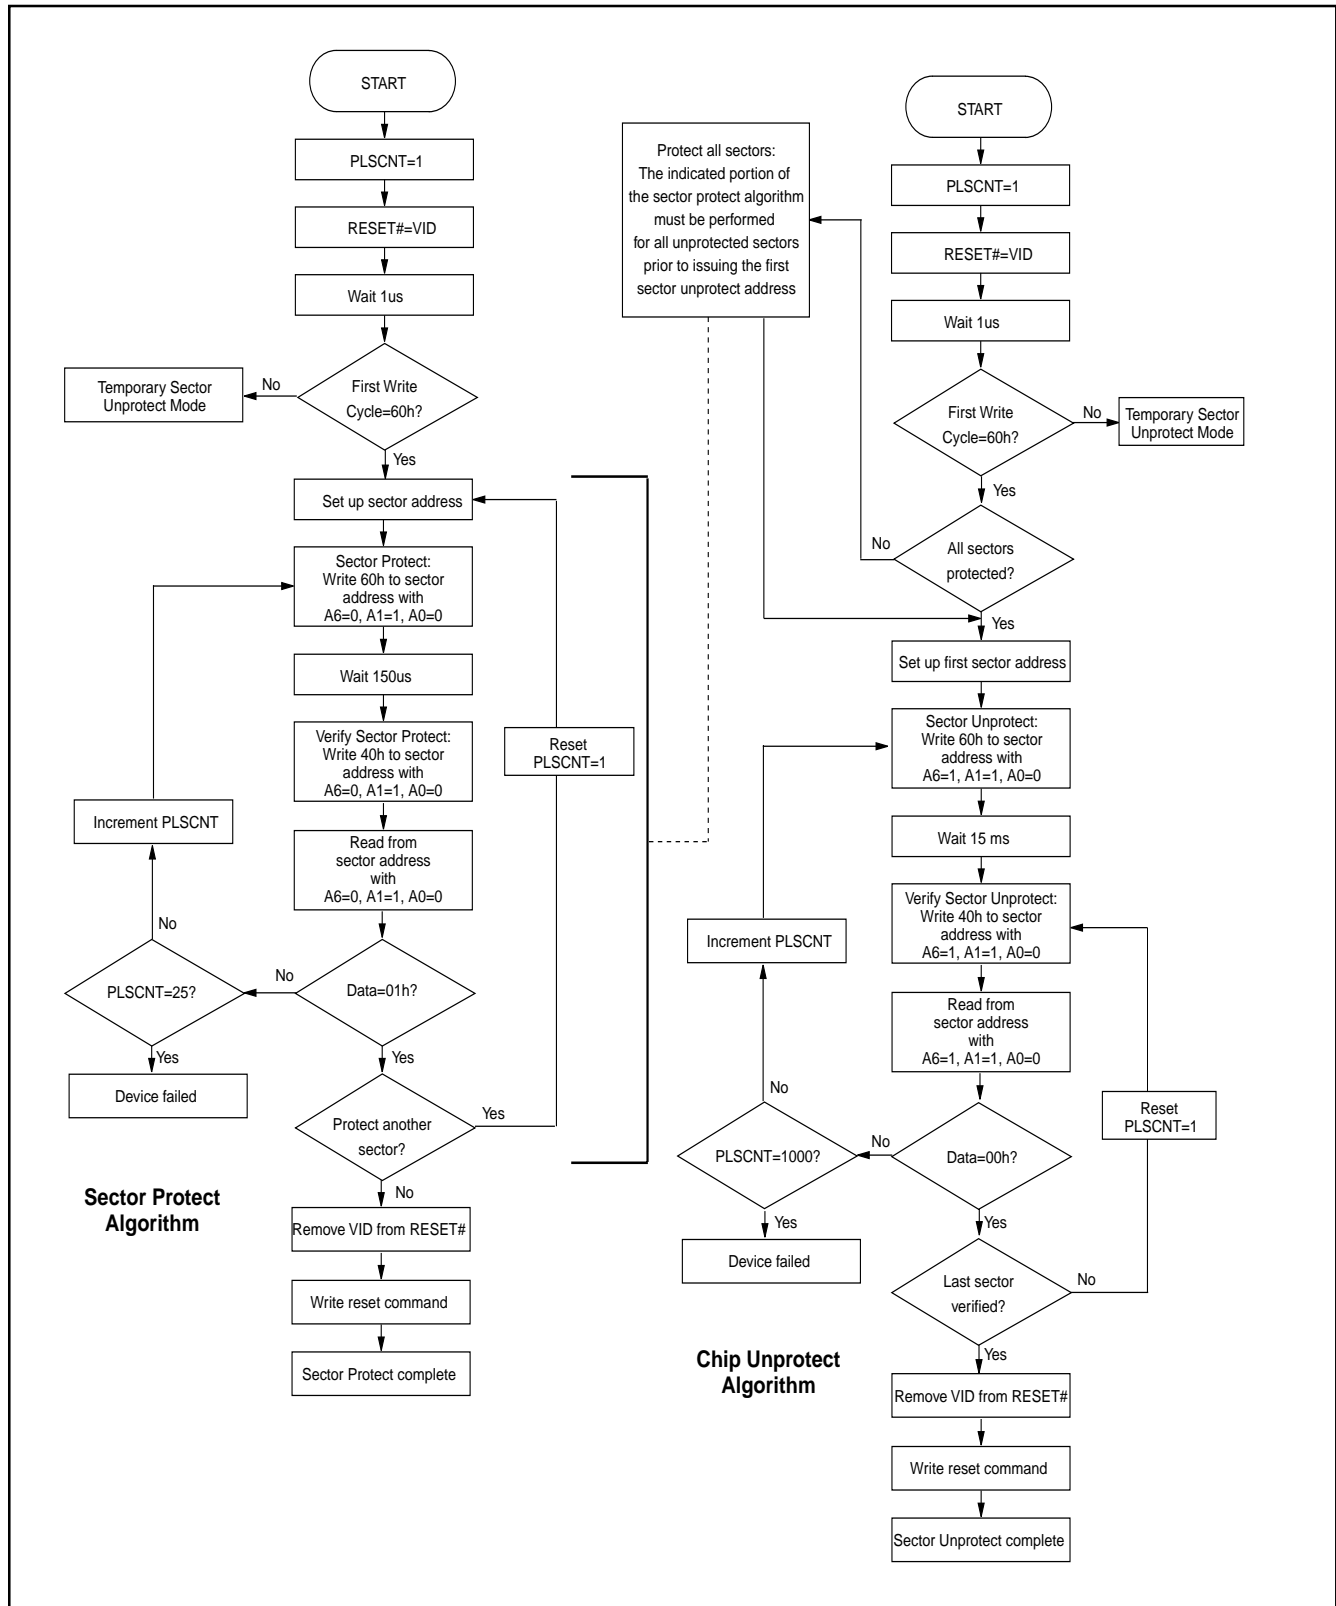 START
PLSCNT=1
RESET#=VID
Wait 1us
First Write
Cycle=60h?
No
Temporary Sector
Unprotect Mode
Yes
Set up sector address
Sector Protect:
Write 60h to sector
address with
A6=0, A1=1, A0=0
Wait 150us
Verify Sector Protect:
Write 40h to sector
address with
A6=0, A1=1, A0=0
Reset
PLSCNT=1
Increment PLSCNT
Read from
sector address
with
A6=0, A1=1, A0=0
No
PLSCNT=25?
No
Data=01h?
Yes
Device failed
Yes
Protect another
sector?
Yes
No
Sector Protect
Algorithm
Remove VID from RESET#
Write reset command
Sector Protect complete
Protect all sectors:
The indicated portion of
the sector protect algorithm
must be performed
for all unprotected sectors
prior to issuing the first
sector unprotect address
START
PLSCNT=1
RESET#=VID
Wait 1us
First Write
Cycle=60h?
No
Temporary Sector
Unprotect Mode
Yes
No
All sectors
protected?
Yes
Set up first sector address
Sector Unprotect:
Write 60h to sector
address with
A6=1, A1=1, A0=0
Wait 15 ms
Verify Sector Unprotect:
Write 40h to sector
address with
A6=1, A1=1, A0=0
Increment PLSCNT
Read from
sector address
with
A6=1, A1=1, A0=0
No
Reset
PLSCNT=1
PLSCNT=1000?
No
Data=00h?
Yes
Device failed
Yes
Last sector
verified?
No
Yes
Chip Unprotect
Algorithm
Remove VID from RESET#
Write reset command
Sector Unprotect complete